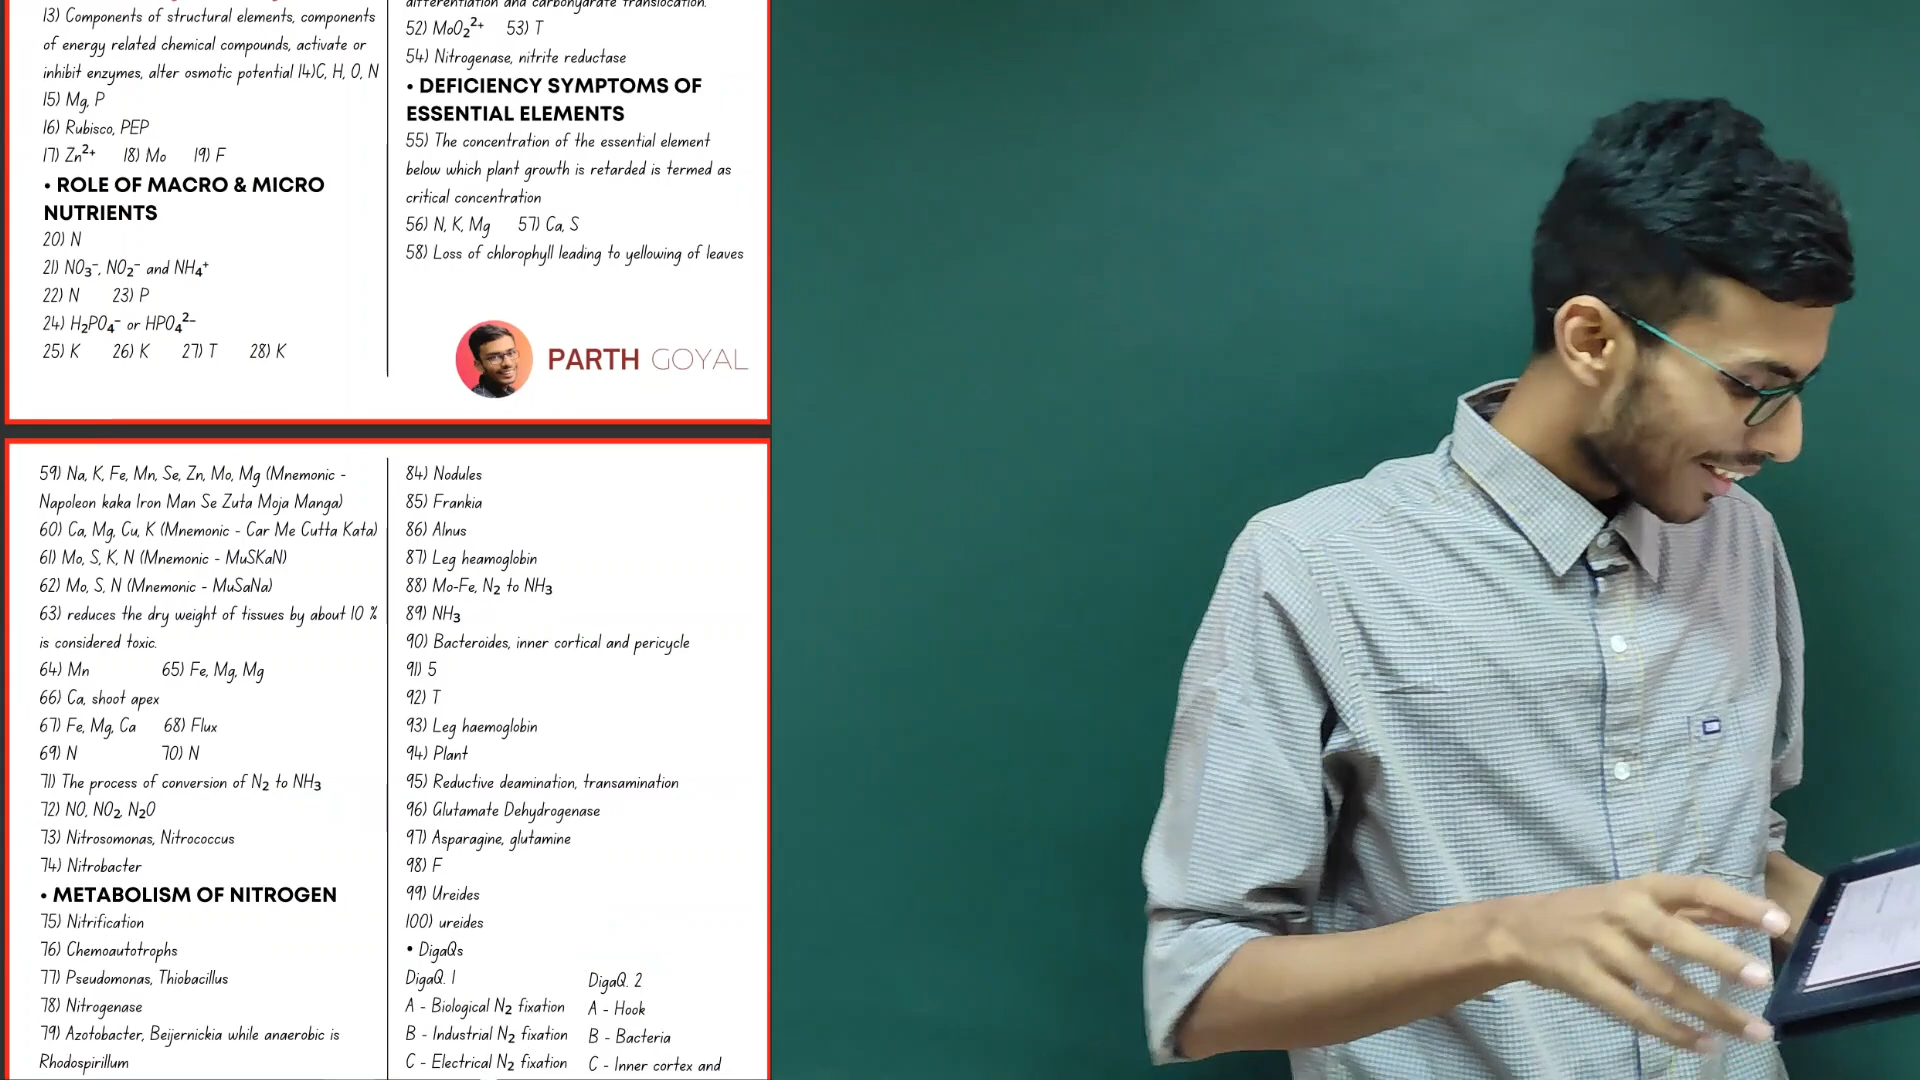 13) Components of structural elements, components
of energy related chemical compounds, activate or
inhibit enzymes, alter osmotic potential 14)C, H, O, N
15) Mg, P
16) Rubisco, PEP
17) Zn²⁺ 18) Mo 19) F
• ROLE OF MACRO & MICRO
NUTRIENTS
20) N
21) NO₃⁻, NO₂⁻ and NH₄⁺
22) N 23) P
24) H₂PO₄⁻ or HPO₄²⁻
25) K 26) K 27) T 28) K
differentiation and carbohydrate translocation.
52) MoO₂²⁺ 53) T
54) Nitrogenase, nitrite reductase
• DEFICIENCY SYMPTOMS OF
ESSENTIAL ELEMENTS
55) The concentration of the essential element
below which plant growth is retarded is termed as
critical concentration
56) N, K, Mg 57) Ca, S
58) Loss of chlorophyll leading to yellowing of leaves
PARTH GOYAL
59) Na, K, Fe, Mn, Se, Zn, Mo, Mg (Mnemonic -
Napoleon kaka Iron Man Se Zuta Moja Manga)
60) Ca, Mg, Cu, K (Mnemonic - Car Me Cutta Kata)
61) Mo, S, K, N (Mnemonic - MuSKaN)
62) Mo, S, N (Mnemonic - MuSaNa)
63) reduces the dry weight of tissues by about 10 %
is considered toxic.
64) Mn 65) Fe, Mg, Mg
66) Ca, shoot apex
67) Fe, Mg, Ca 68) Flux
69) N 70) N
71) The process of conversion of N₂ to NH₃
72) NO, NO₂, N₂O
73) Nitrosomonas, Nitrococcus
74) Nitrobacter
• METABOLISM OF NITROGEN
75) Nitrification
76) Chemoautotrophs
77) Pseudomonas, Thiobacillus
78) Nitrogenase
79) Azotobacter, Beijernickia while anaerobic is
Rhodospirillum
84) Nodules
85) Frankia
86) Alnus
87) Leg heamoglobin
88) Mo-Fe, N₂ to NH₃
89) NH₃
90) Bacteroides, inner cortical and pericycle
91) 5
92) T
93) Leg haemoglobin
94) Plant
95) Reductive deamination, transamination
96) Glutamate Dehydrogenase
97) Asparagine, glutamine
98) F
99) Ureides
100) ureides
• DigaQs
DigaQ. 1
A - Biological N₂ fixation
B - Industrial N₂ fixation
C - Electrical N₂ fixation
DigaQ. 2
A - Hook
B - Bacteria
C - Inner cortex and